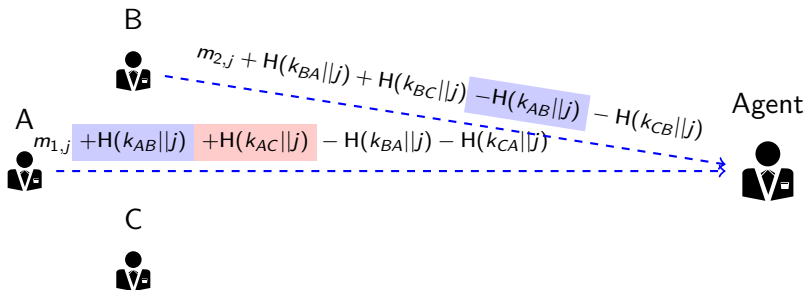 B
m_{2,j} + H(k_{BA}||j) + H(k_{BC}||j) −H(k_{AB}||j) − H(k_{CB}||j)
Agent
A
m_{1,j} +H(k_{AB}||j) +H(k_{AC}||j) − H(k_{BA}||j) − H(k_{CA}||j)
C